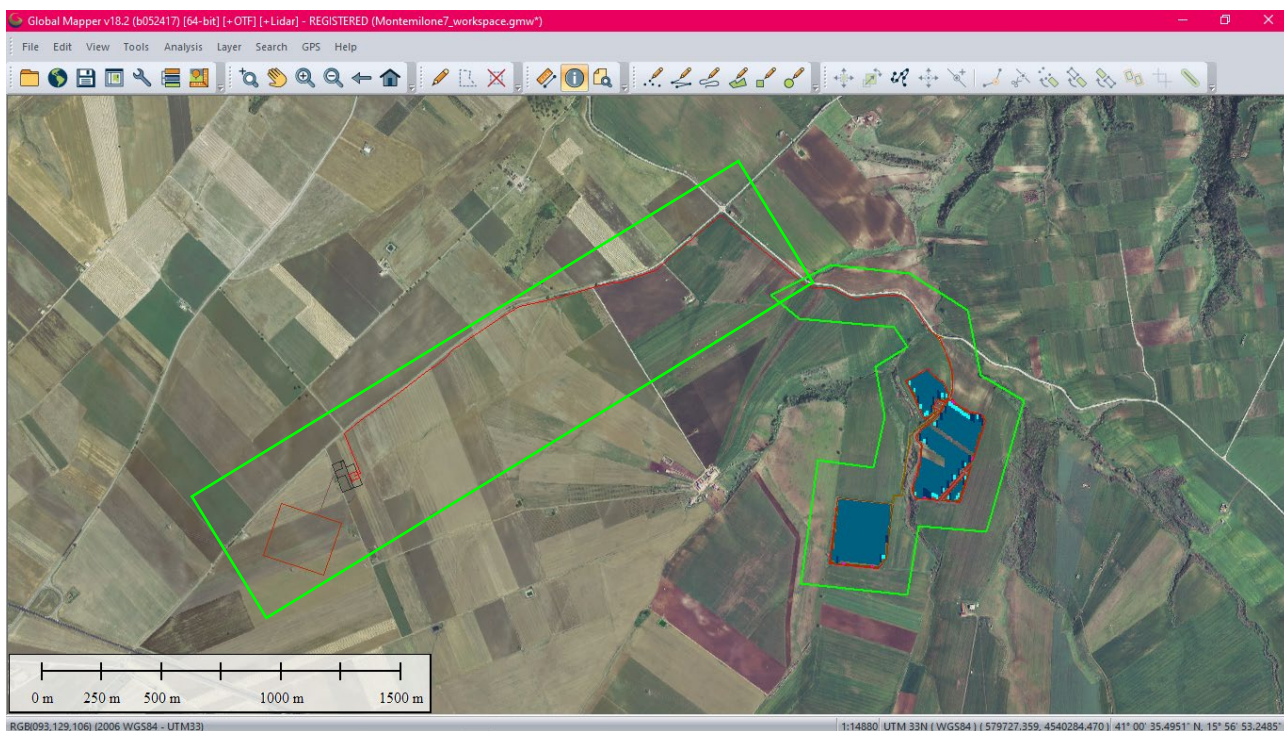 Global Mapper v18.2 (b052417) [64-bit] [+OTF] [+Lidar] - REGISTERED (Montemilone7_workspace.gmw*)
File Edit View Tools Analysis Layer Search GPS Help
0 m 250 m 500 m 1000 m 1500 m
RGB(093,129,106) (2006 WGS84 - UTM33) 1:14880 UTM 33N ( WGS84 ) ( 579727.359, 4540284.470 ) 41° 00' 35.4951" N, 15° 56' 53.2485"